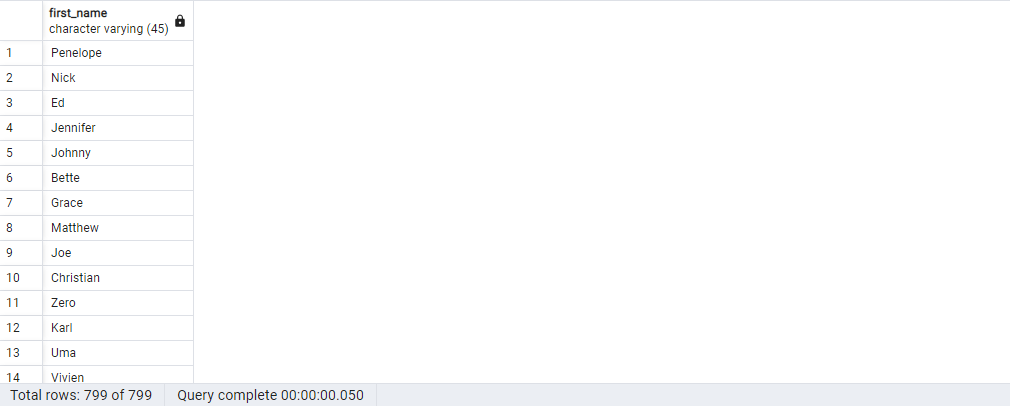 first_name
character varying (45)
1 Penelope
2 Nick
3 Ed
4 Jennifer
5 Johnny
6 Bette
7 Grace
8 Matthew
9 Joe
10 Christian
11 Zero
12 Karl
13 Uma
14 Vivien
Total rows: 799 of 799 Query complete 00:00:00.050